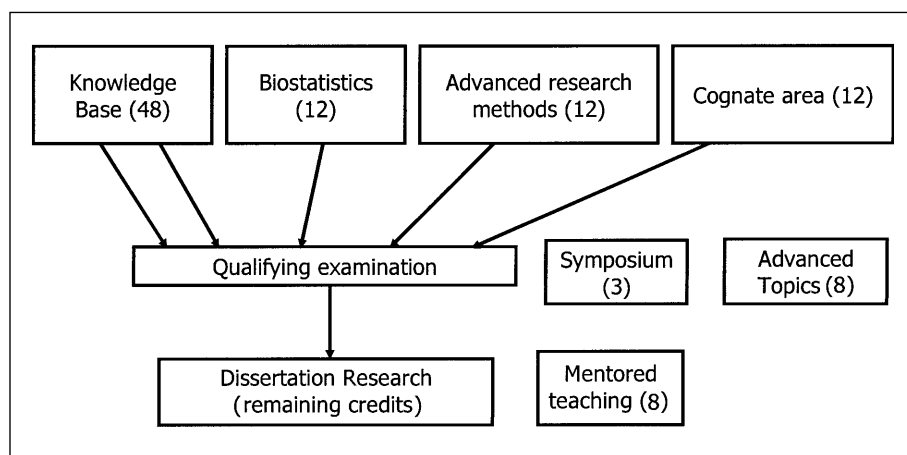 Knowledge
Base (48)
Biostatistics
(12)
Advanced research
methods (12)
Cognate area (12)
Qualifying examination
Symposium
(3)
Advanced
Topics (8)
Dissertation Research
(remaining credits)
Mentored
teaching (8)